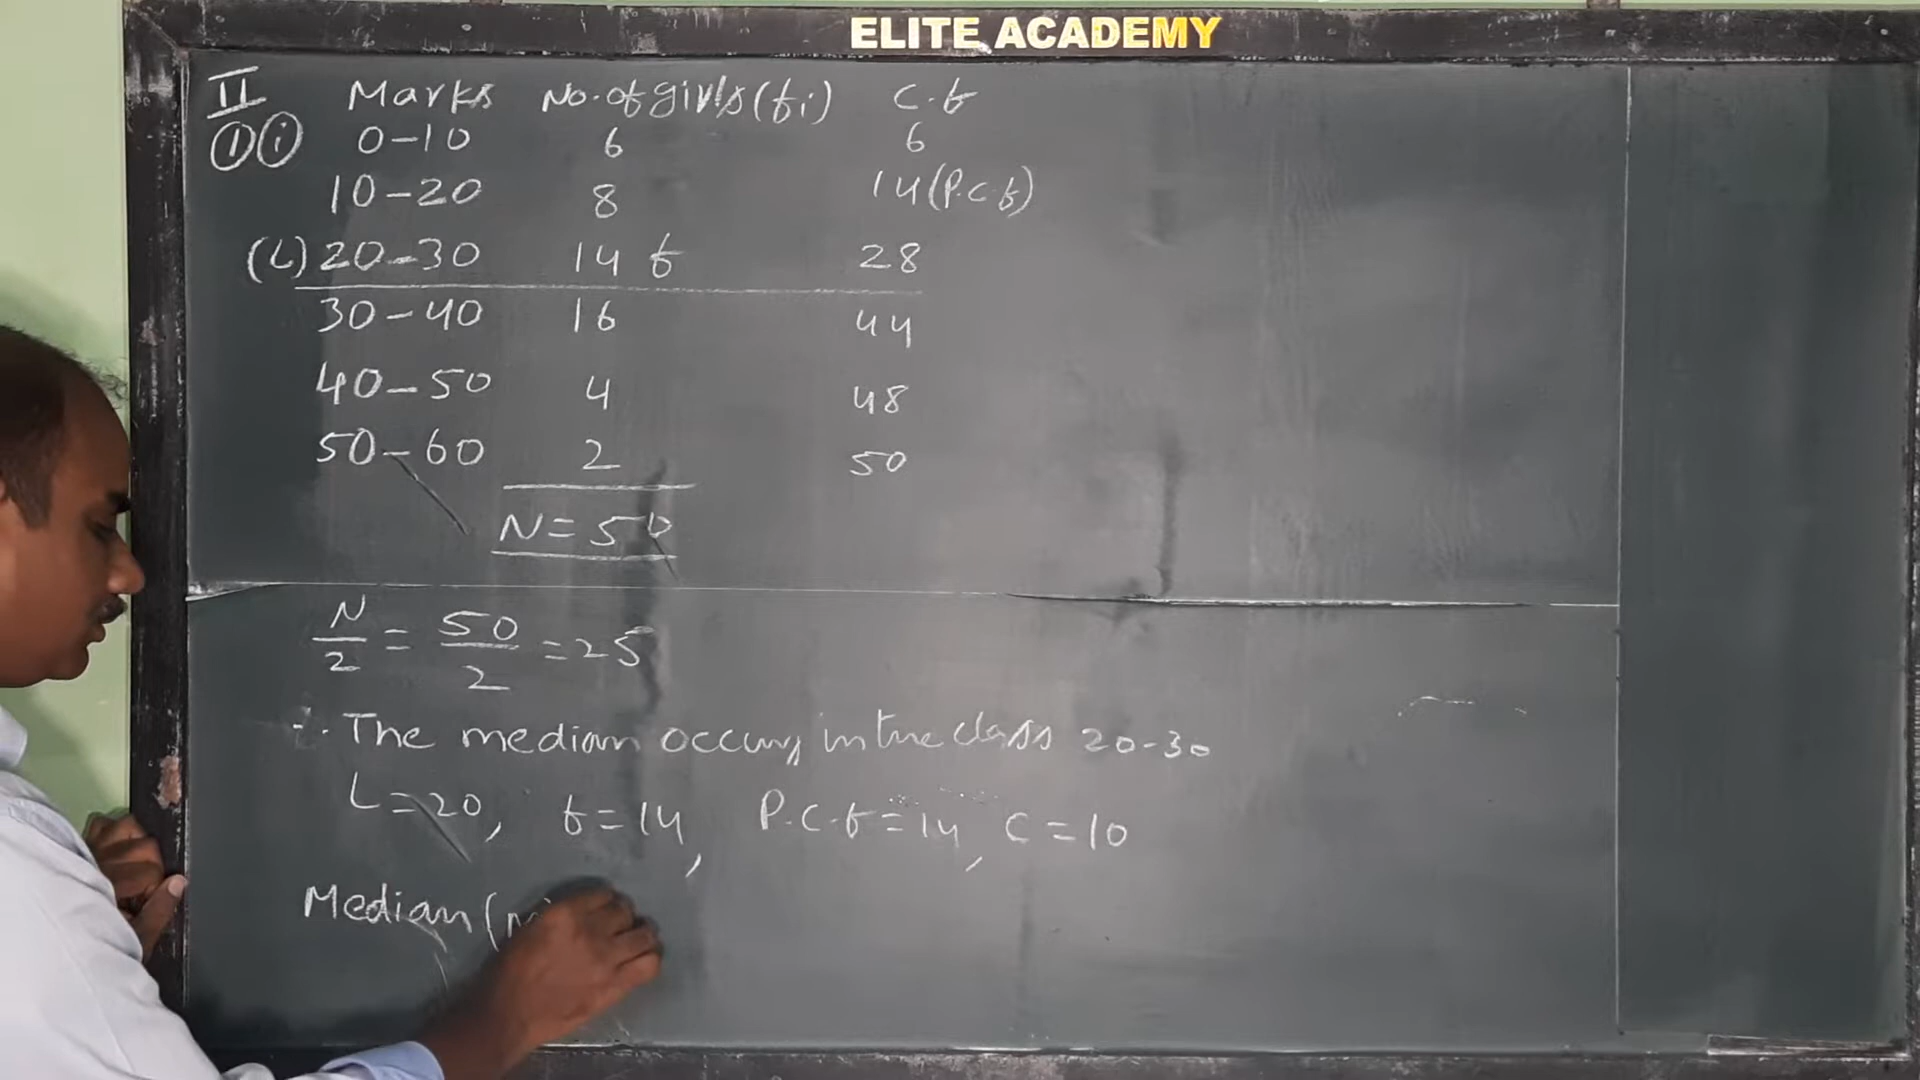 ELITE ACADEMY
II Marks No. of girls (fi) C.f
① ⓘ 0-10 6 6
10-20 8 14 (P.C.f)
(L) 20-30 14 f 28
30-40 16 44
40-50 4 48
50-60 2 50
N = 50
N/2 = 50/2 = 25
∴ The median occurs in the class 20-30
L = 20, f = 14, P.C.f = 14, C = 10
Median (